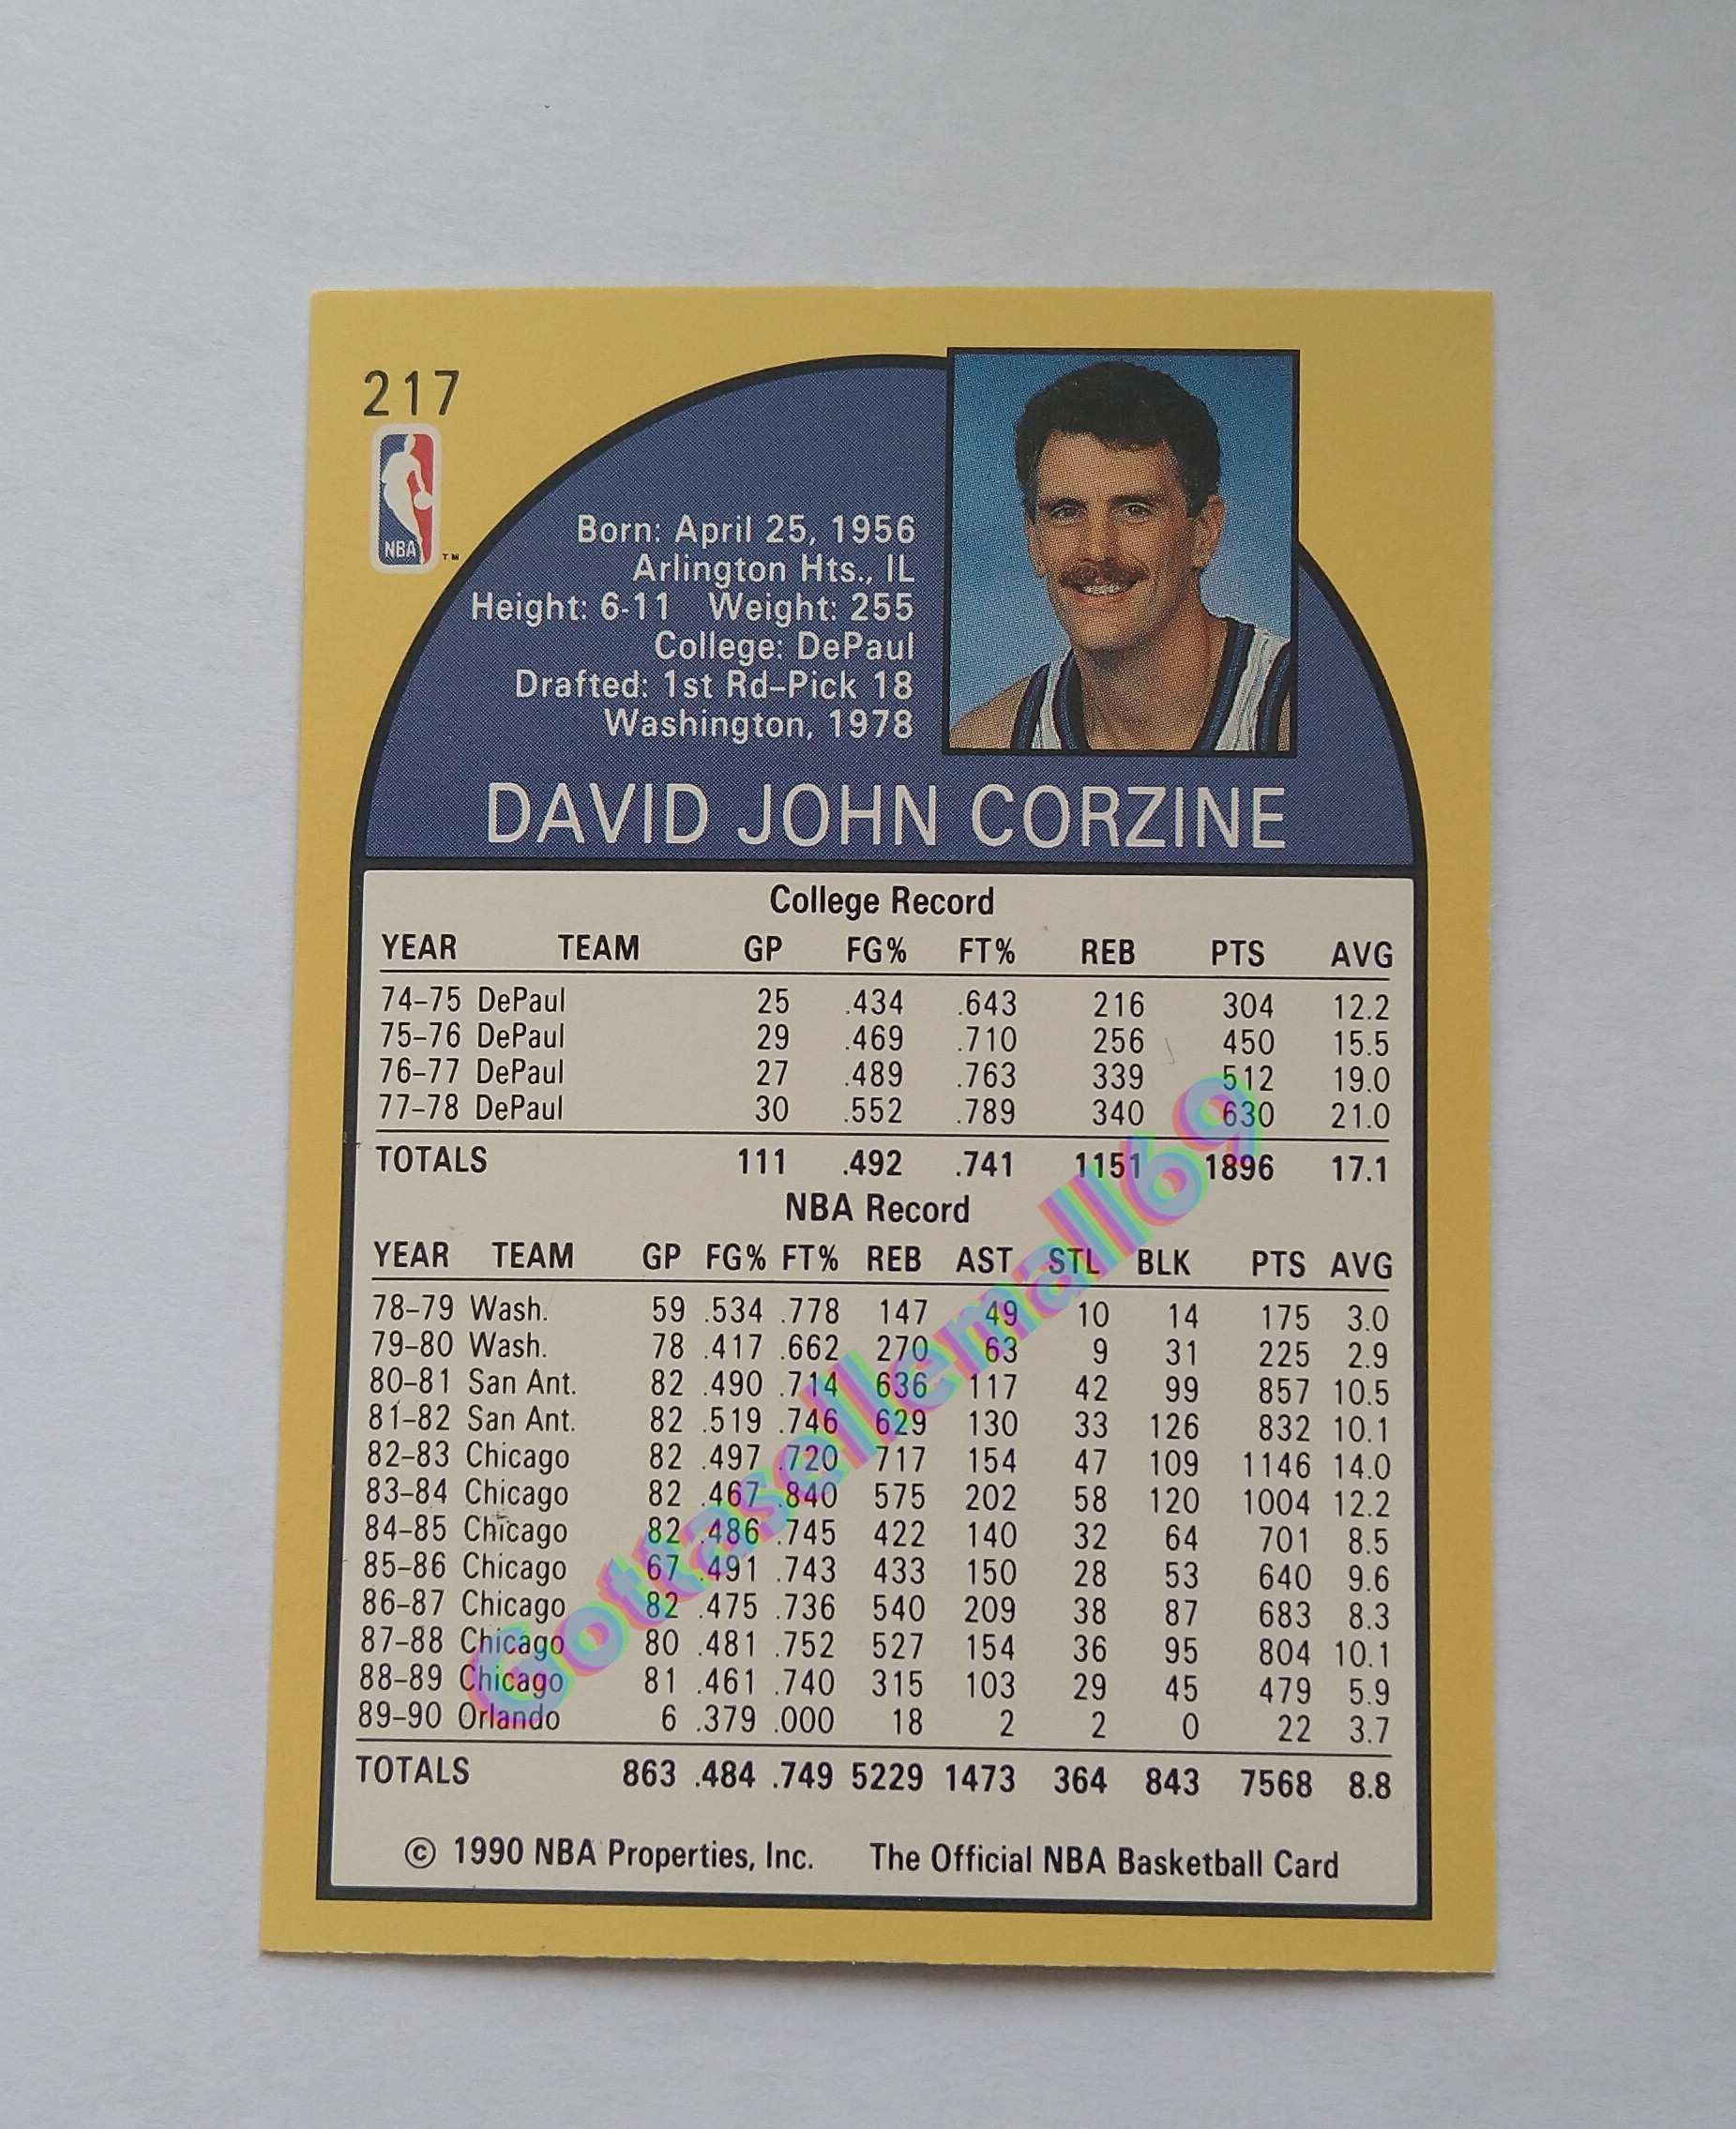 217
NBA
™
Born: April 25, 1956
Arlington Hts., IL
Height: 6-11 Weight: 255
College: DePaul
Drafted: 1st Rd–Pick 18
Washington, 1978
DAVID JOHN CORZINE
College Record
YEAR TEAM GP FG% FT% REB PTS AVG
74–75 DePaul 25 .434 .643 216 304 12.2
75–76 DePaul 29 .469 .710 256 450 15.5
76–77 DePaul 27 .489 .763 339 512 19.0
77–78 DePaul 30 .552 .789 340 630 21.0
TOTALS 111 .492 .741 1151 1896 17.1
NBA Record
YEAR TEAM GP FG% FT% REB AST STL BLK PTS AVG
78–79 Wash. 59 .534 .778 147 49 10 14 175 3.0
79–80 Wash. 78 .417 .662 270 63 9 31 225 2.9
80–81 San Ant. 82 .490 .714 636 117 42 99 857 10.5
81–82 San Ant. 82 .519 .746 629 130 33 126 832 10.1
82–83 Chicago 82 .497 .720 717 154 47 109 1146 14.0
83–84 Chicago 82 .467 .840 575 202 58 120 1004 12.2
84–85 Chicago 82 .486 .745 422 140 32 64 701 8.5
85–86 Chicago 67 .491 .743 433 150 28 53 640 9.6
86–87 Chicago 82 .475 .736 540 209 38 87 683 8.3
87–88 Chicago 80 .481 .752 527 154 36 95 804 10.1
88–89 Chicago 81 .461 .740 315 103 29 45 479 5.9
89–90 Orlando 6 .379 .000 18 2 2 0 22 3.7
TOTALS 863 .484 .749 5229 1473 364 843 7568 8.8
© 1990 NBA Properties, Inc. The Official NBA Basketball Card
Gottasellemall69